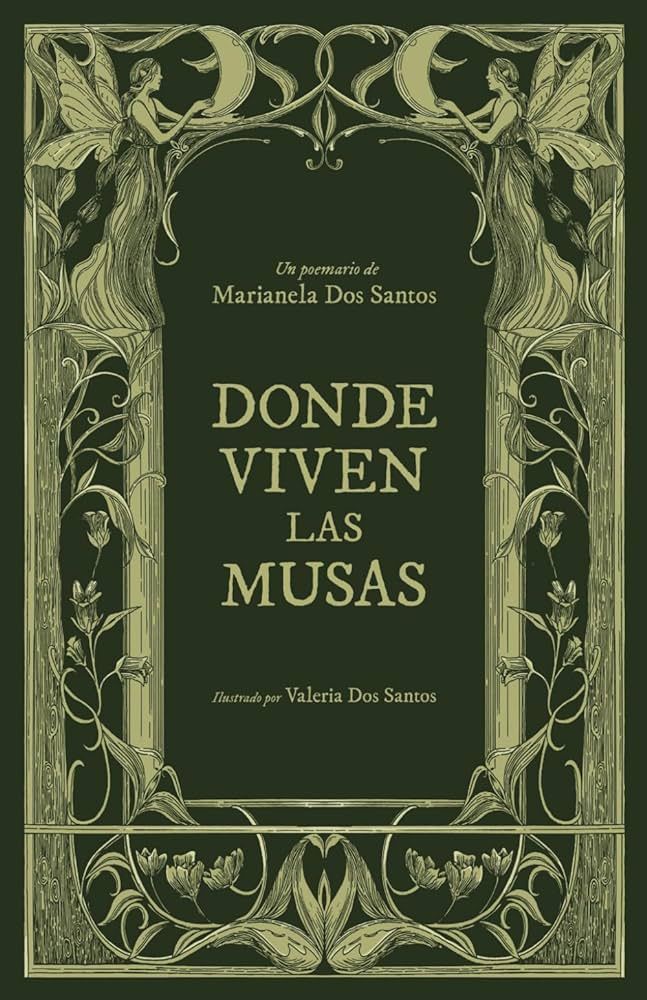 Un poemario de
Marianela Dos Santos
DONDE
VIVEN
LAS
MUSAS
Ilustrado por Valeria Dos Santos